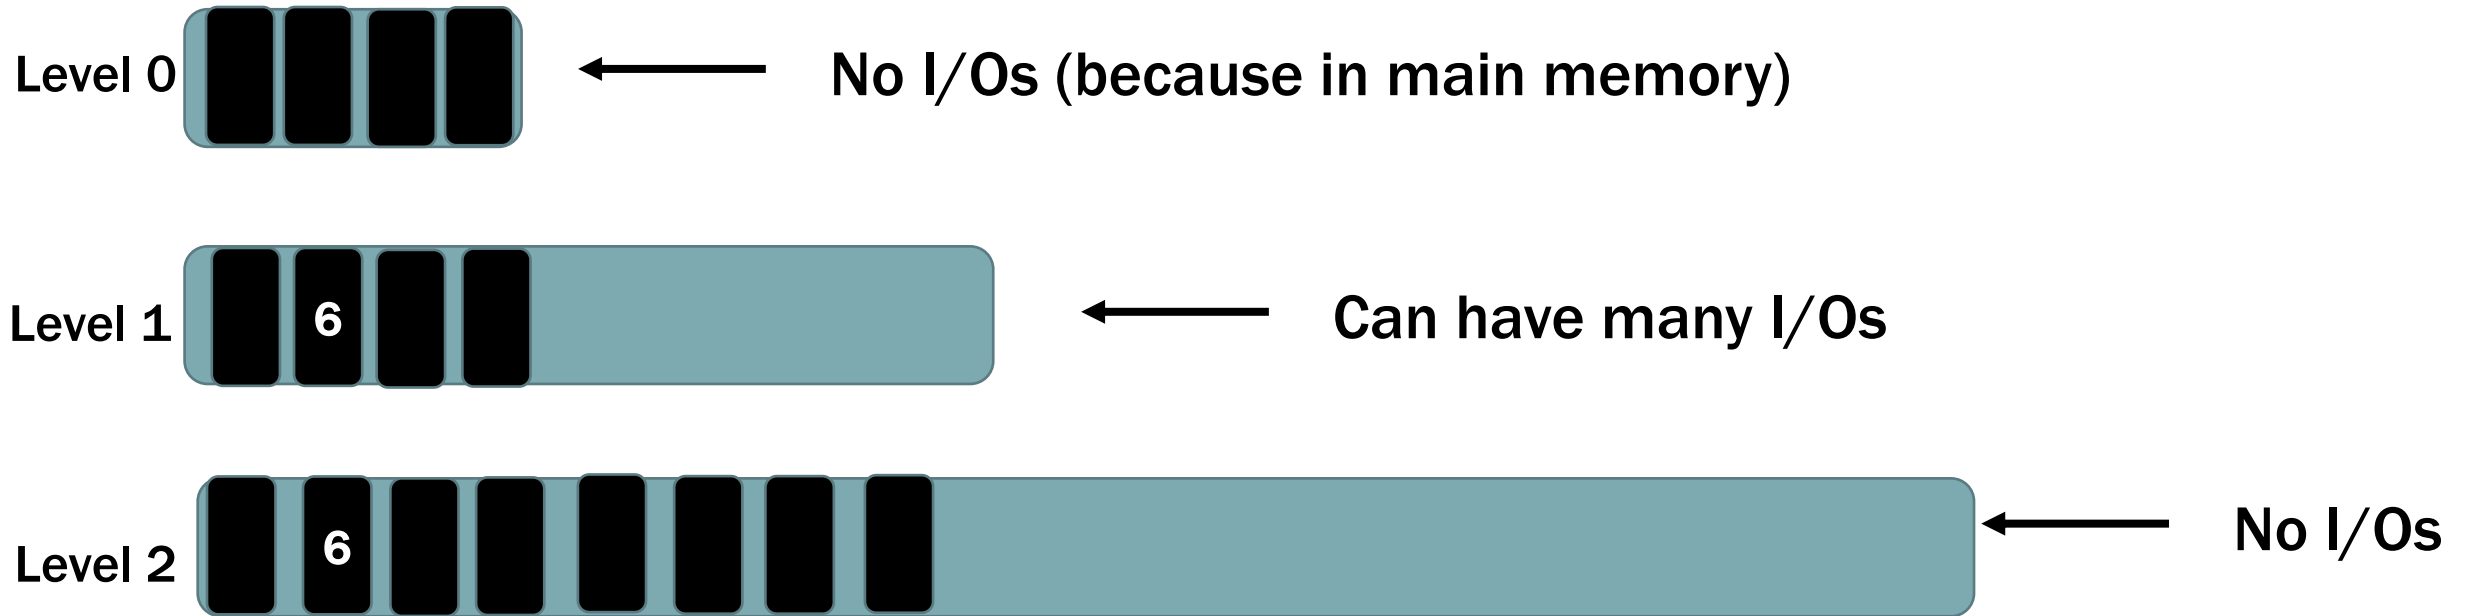 Level 0
No I/Os (because in main memory)
Level 1
6
Can have many I/Os
Level 2
6
No I/Os